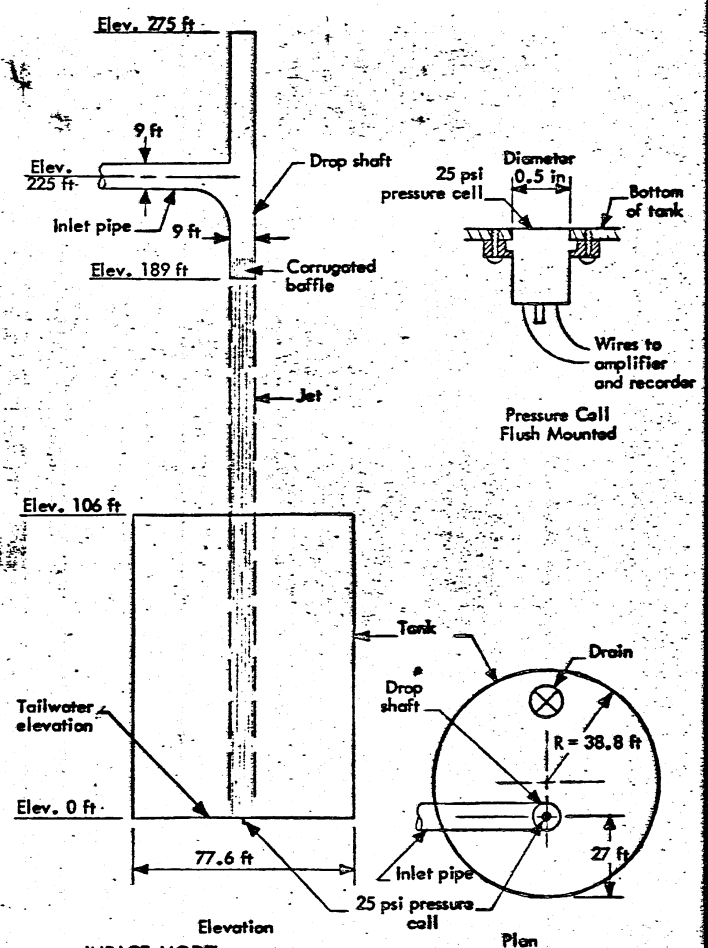 Elev. 275 ft
9 ft
Elev.
225 ft
Drop shaft
Inlet pipe
9 ft
Elev. 189 ft
Corrugated
baffle
Jet
Elev. 106 ft
Tank
Tailwater
elevation
Elev. 0 ft
77.6 ft
25 psi pressure
cell
Elevation
Diameter
0.5 in
25 psi
pressure cell
Bottom
of tank
Wires to
amplifier
and recorder
Pressure Cell
Flush Mounted
Drain
Drop
shaft
R = 38.8 ft
27 ft
Inlet pipe
Plan